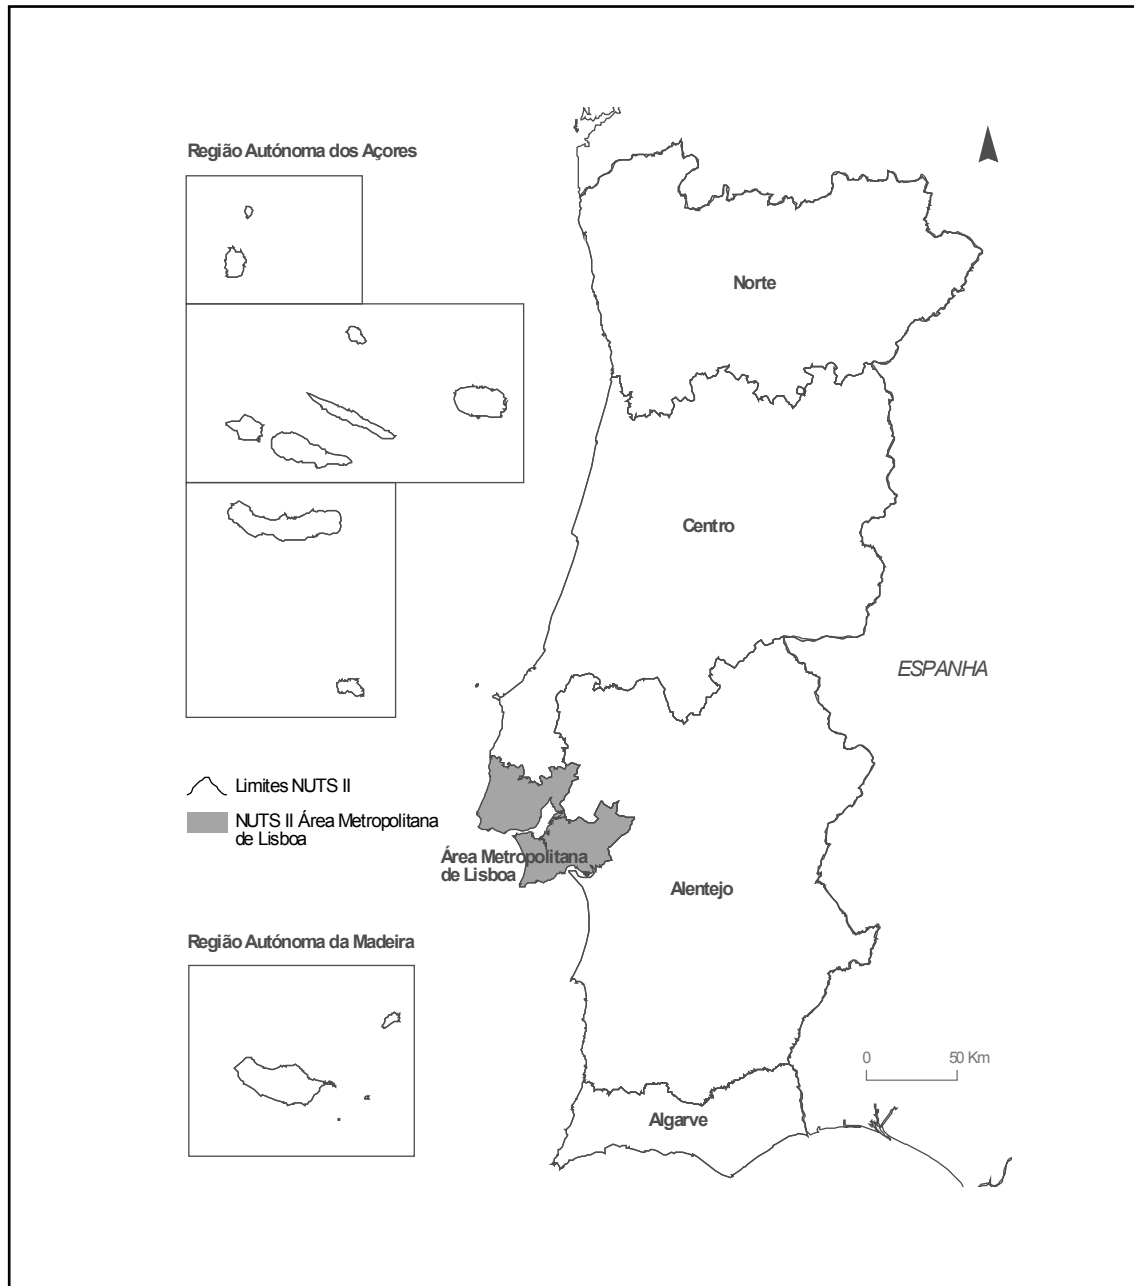 Região Autónoma dos Açores
Norte
Centro
ESPANHA
Limites NUTS II
NUTS II Área Metropolitana
de Lisboa
Área Metropolitana
de Lisboa
Alentejo
Região Autónoma da Madeira
0 50 Km
Algarve